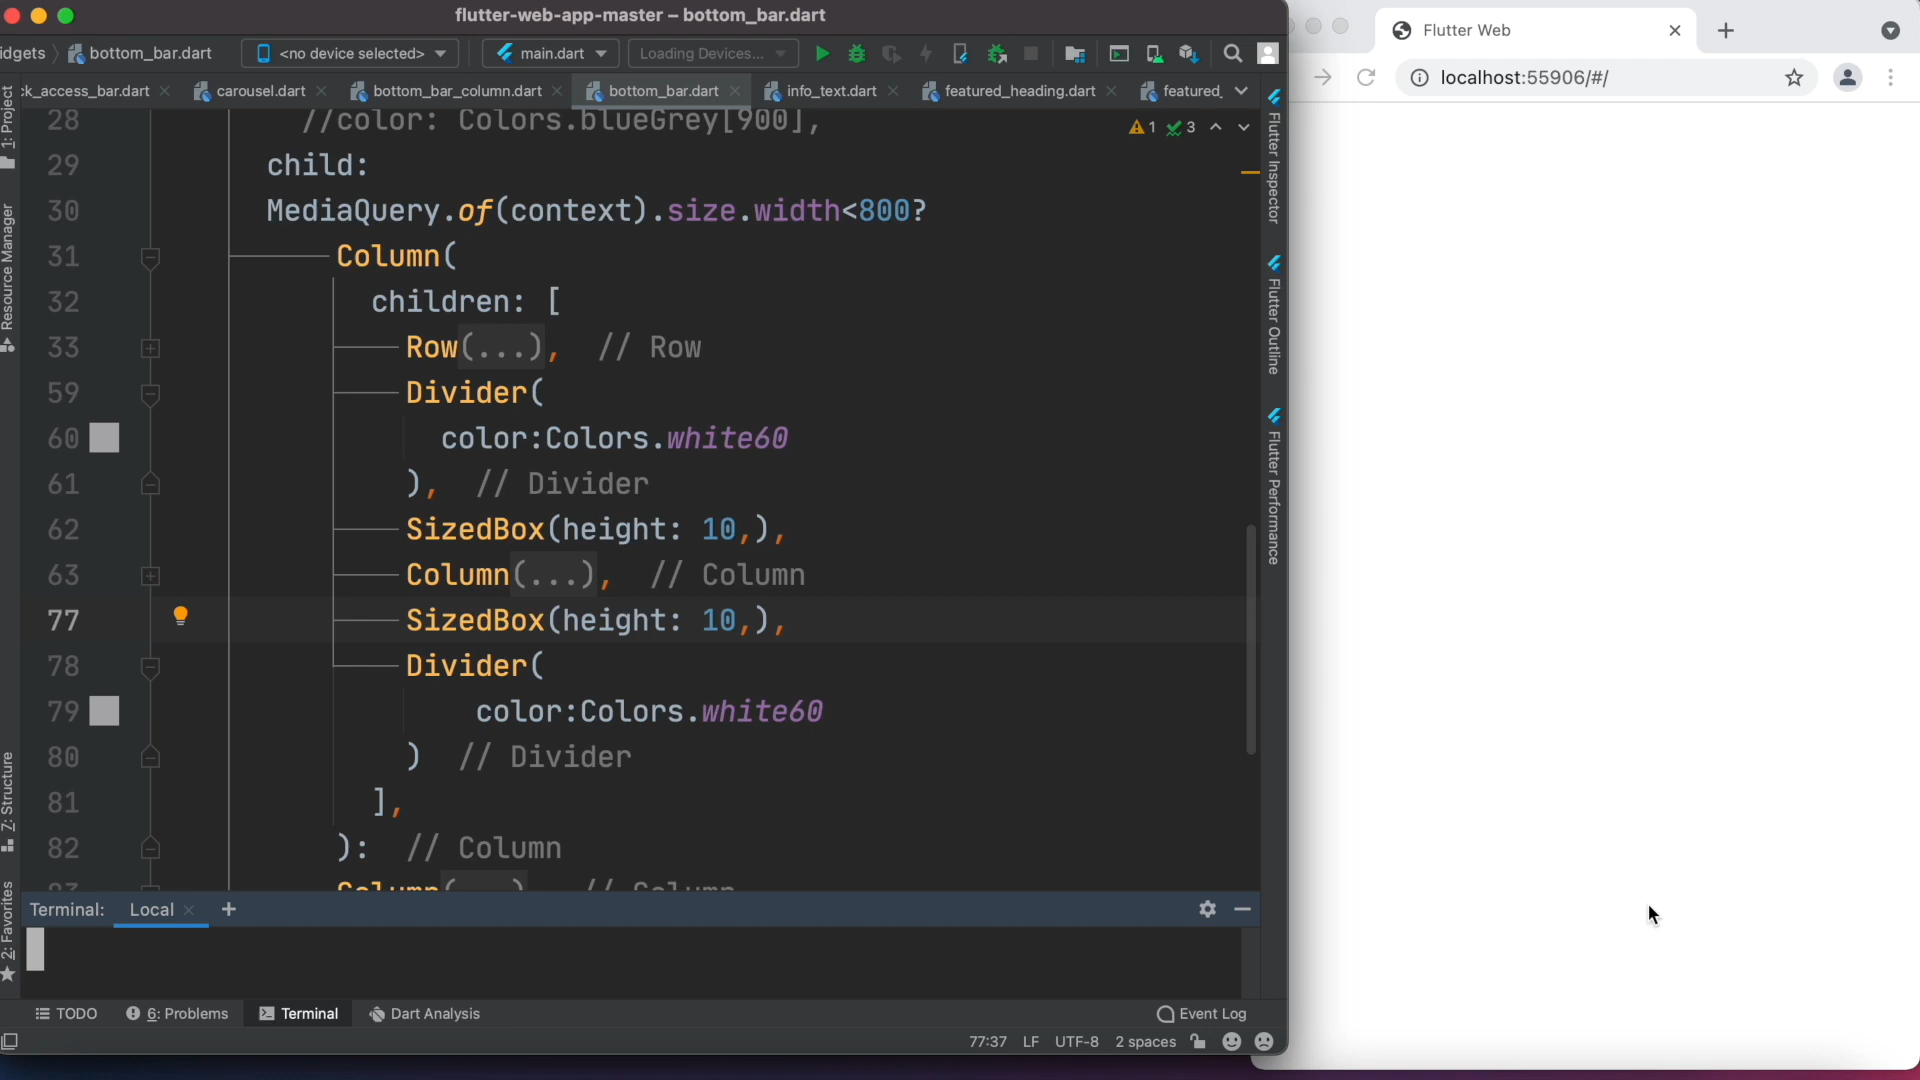 flutter-web-app-master – bottom_bar.dart
idgets bottom_bar.dart <no device selected> main.dart Loading Devices...
ck_access_bar.dart carousel.dart bottom_bar_column.dart bottom_bar.dart info_text.dart featured_heading.dart featured_
28 //color: Colors.blueGrey[900],
1 3
29 child:
30 MediaQuery.of(context).size.width<800?
31 Column(
32 children: [
33 Row(...), // Row
59 Divider(
60 color:Colors.white60
61 ), // Divider
62 SizedBox(height: 10,),
63 Column(...), // Column
77 SizedBox(height: 10,),
78 Divider(
79 color:Colors.white60
80 ) // Divider
81 ],
82 ): // Column
83 Column(...) // Column
1: Project
Resource Manager
Z: Structure
2: Favorites
Flutter Inspector
Flutter Outline
Flutter Performance
Terminal: Local +
TODO 6: Problems Terminal Dart Analysis Event Log
77:37 LF UTF-8 2 spaces
Flutter Web
localhost:55906/#/